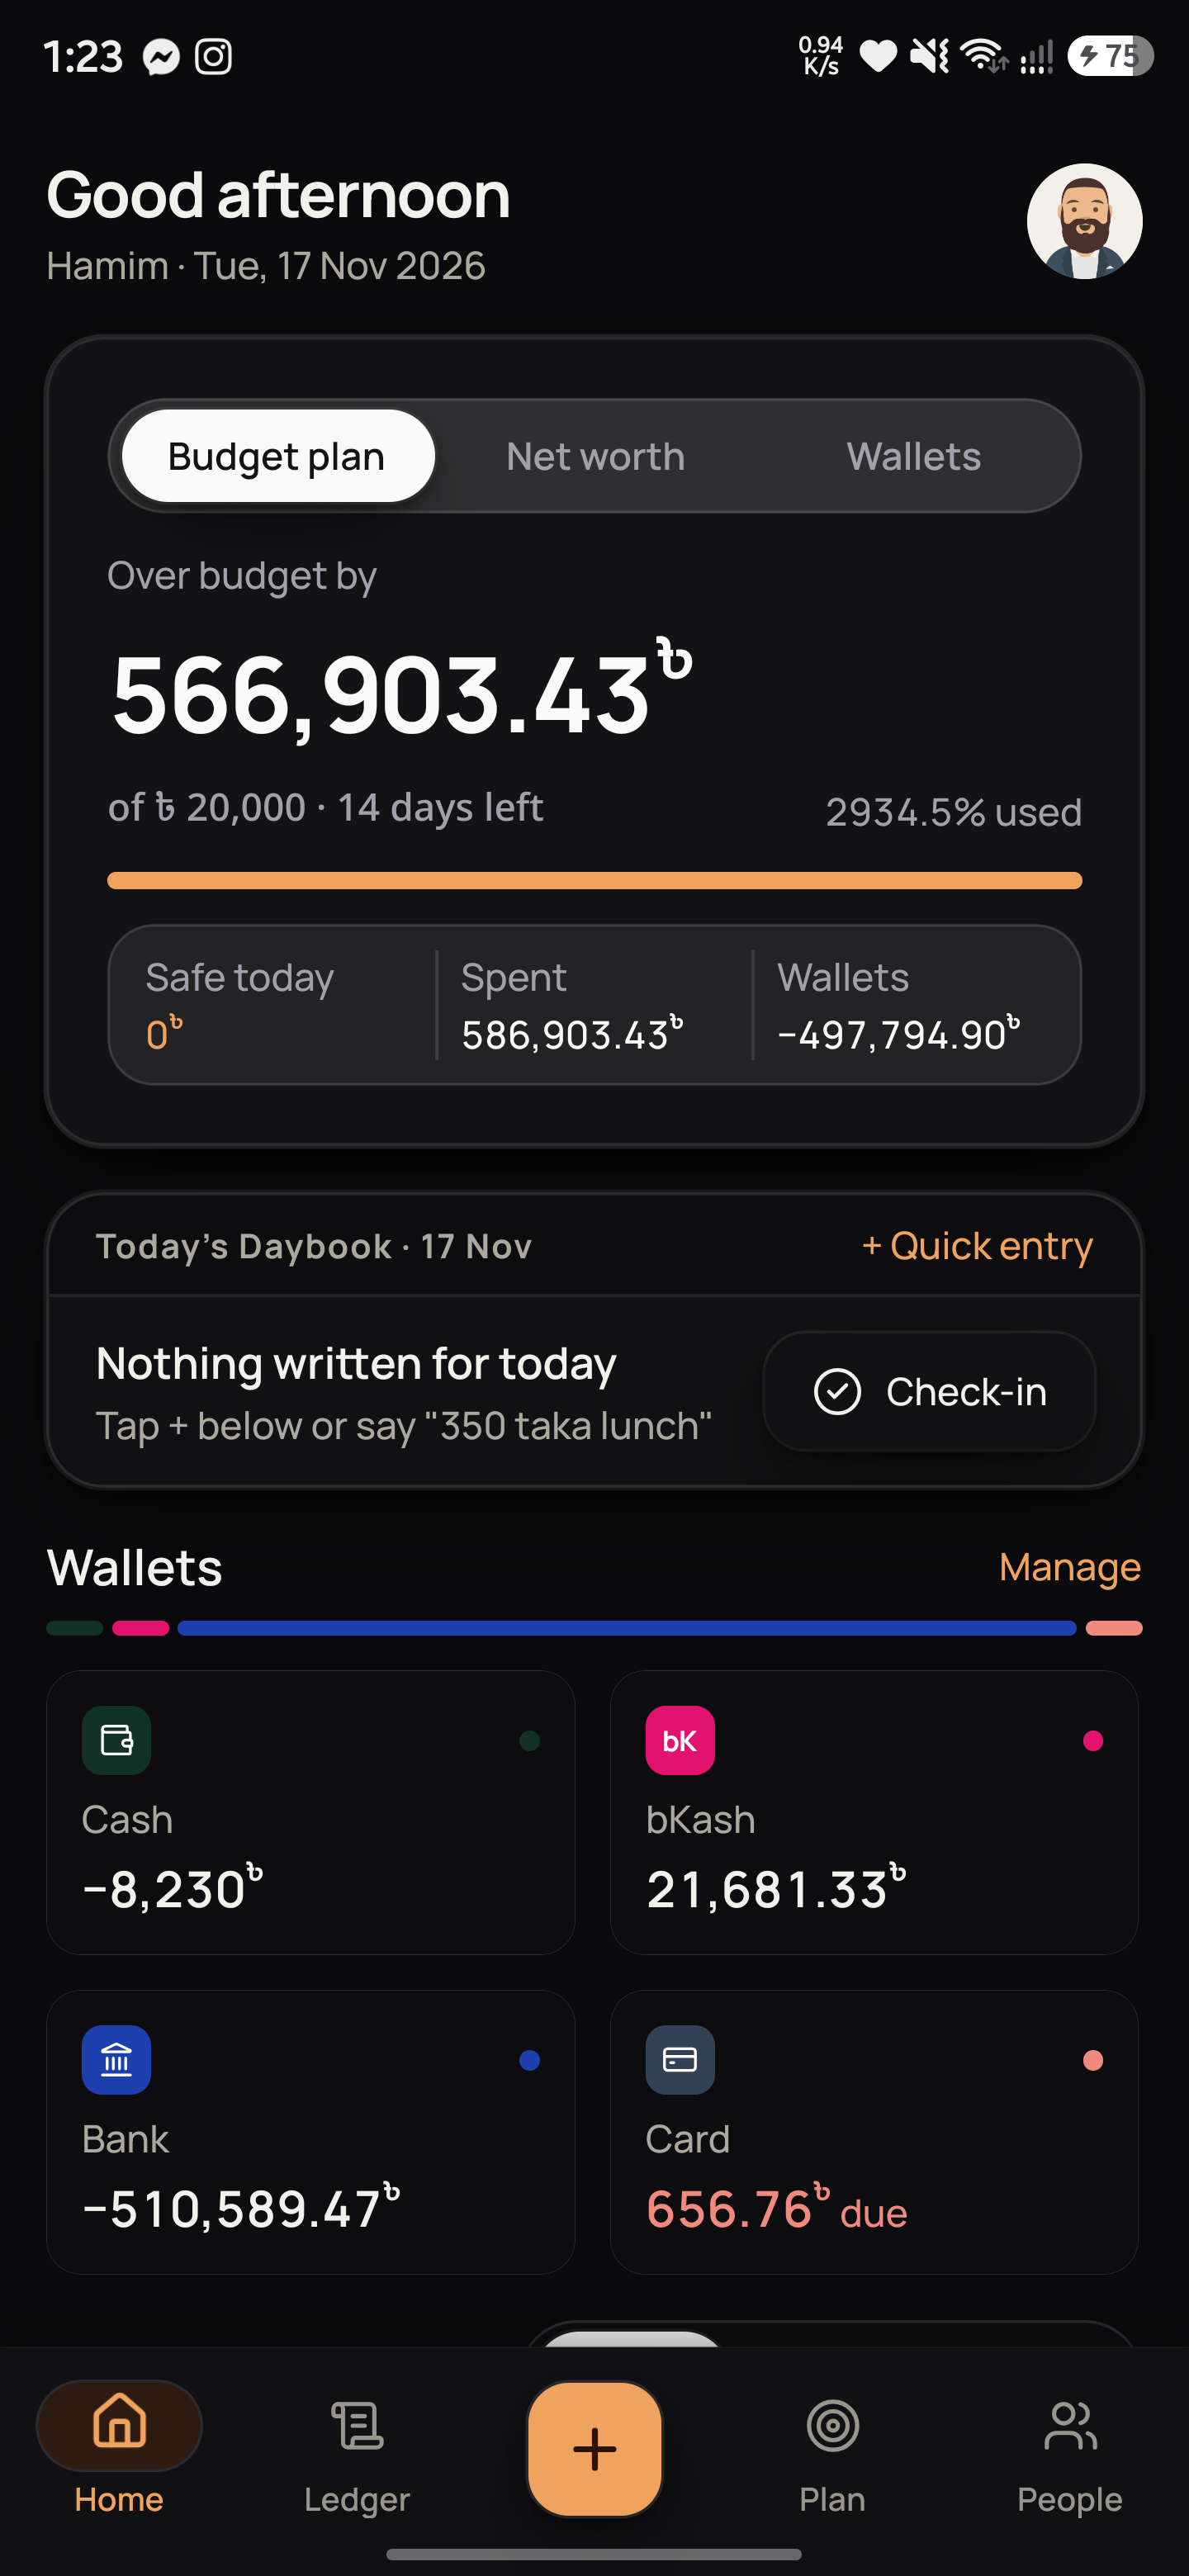 1:23
0.94
K/s
75
Good afternoon
Hamim · Tue, 17 Nov 2026
Budget plan
Net worth
Wallets
Over budget by
566,903.43৳
of ৳ 20,000 · 14 days left
2934.5% used
Safe today
Spent
Wallets
0৳
586,903.43৳
−497,794.90৳
Today's Daybook · 17 Nov
+ Quick entry
Nothing written for today
Tap + below or say "350 taka lunch"
Check-in
Wallets
Manage
bK
Cash
bKash
−8,230৳
21,681.33৳
Bank
Card
−510,589.47৳
656.76৳ due
Home
Ledger
Plan
People